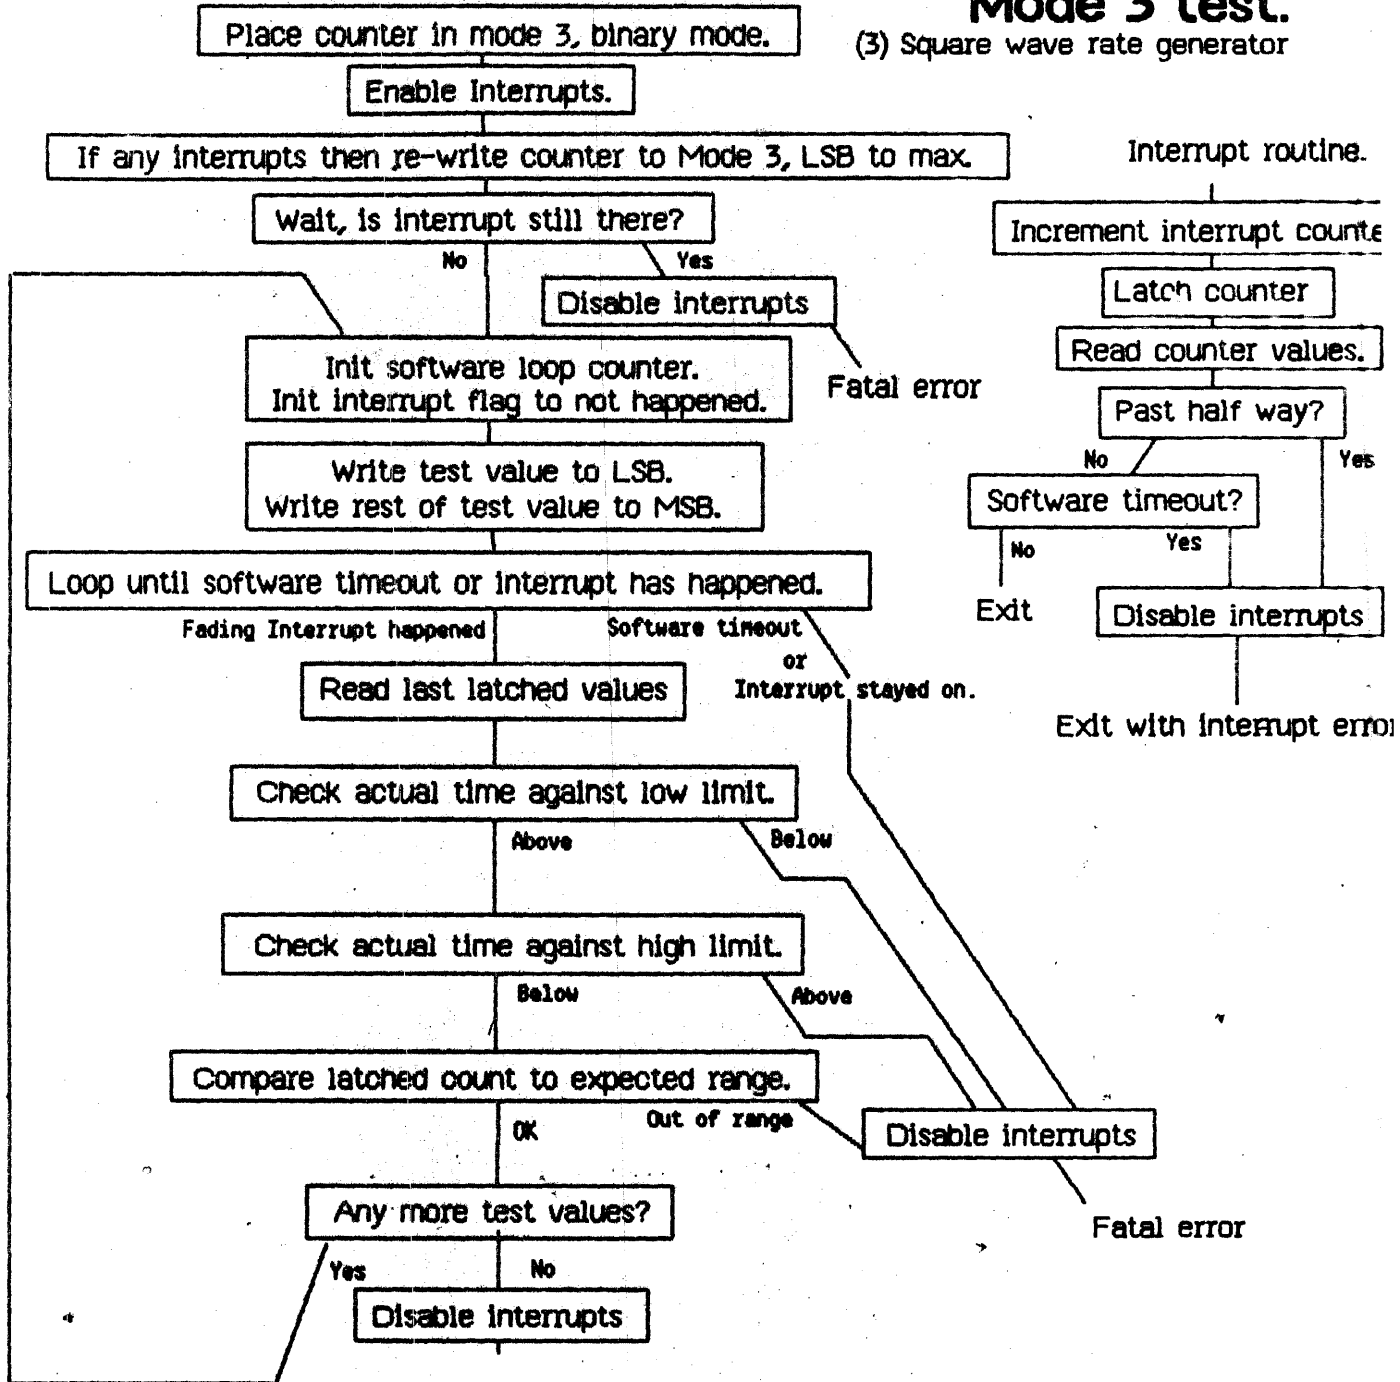 Mode 3 test.
(3) Square wave rate generator
Place counter in mode 3, binary mode.
Enable Interrupts.
If any interrupts then re-write counter to Mode 3, LSB to max.
Wait, is interrupt still there?
No
Yes
Disable interrupts
Fatal error
Init software loop counter.
Init interrupt flag to not happened.
Write test value to LSB.
Write rest of test value to MSB.
Loop until software timeout or interrupt has happened.
Fading Interrupt happened
Software timeout
or
Interrupt stayed on.
Read last latched values
Check actual time against low limit.
Above
Below
Check actual time against high limit.
Below
Above
Compare latched count to expected range.
OK
Out of range
Disable interrupts
Fatal error
Any more test values?
Yes
No
Disable interrupts
Interrupt routine.
Increment interrupt counte
Latch counter
Read counter values.
Past half way?
No
Yes
Software timeout?
No
Yes
Exit
Disable interrupts
Exit with interrupt erro